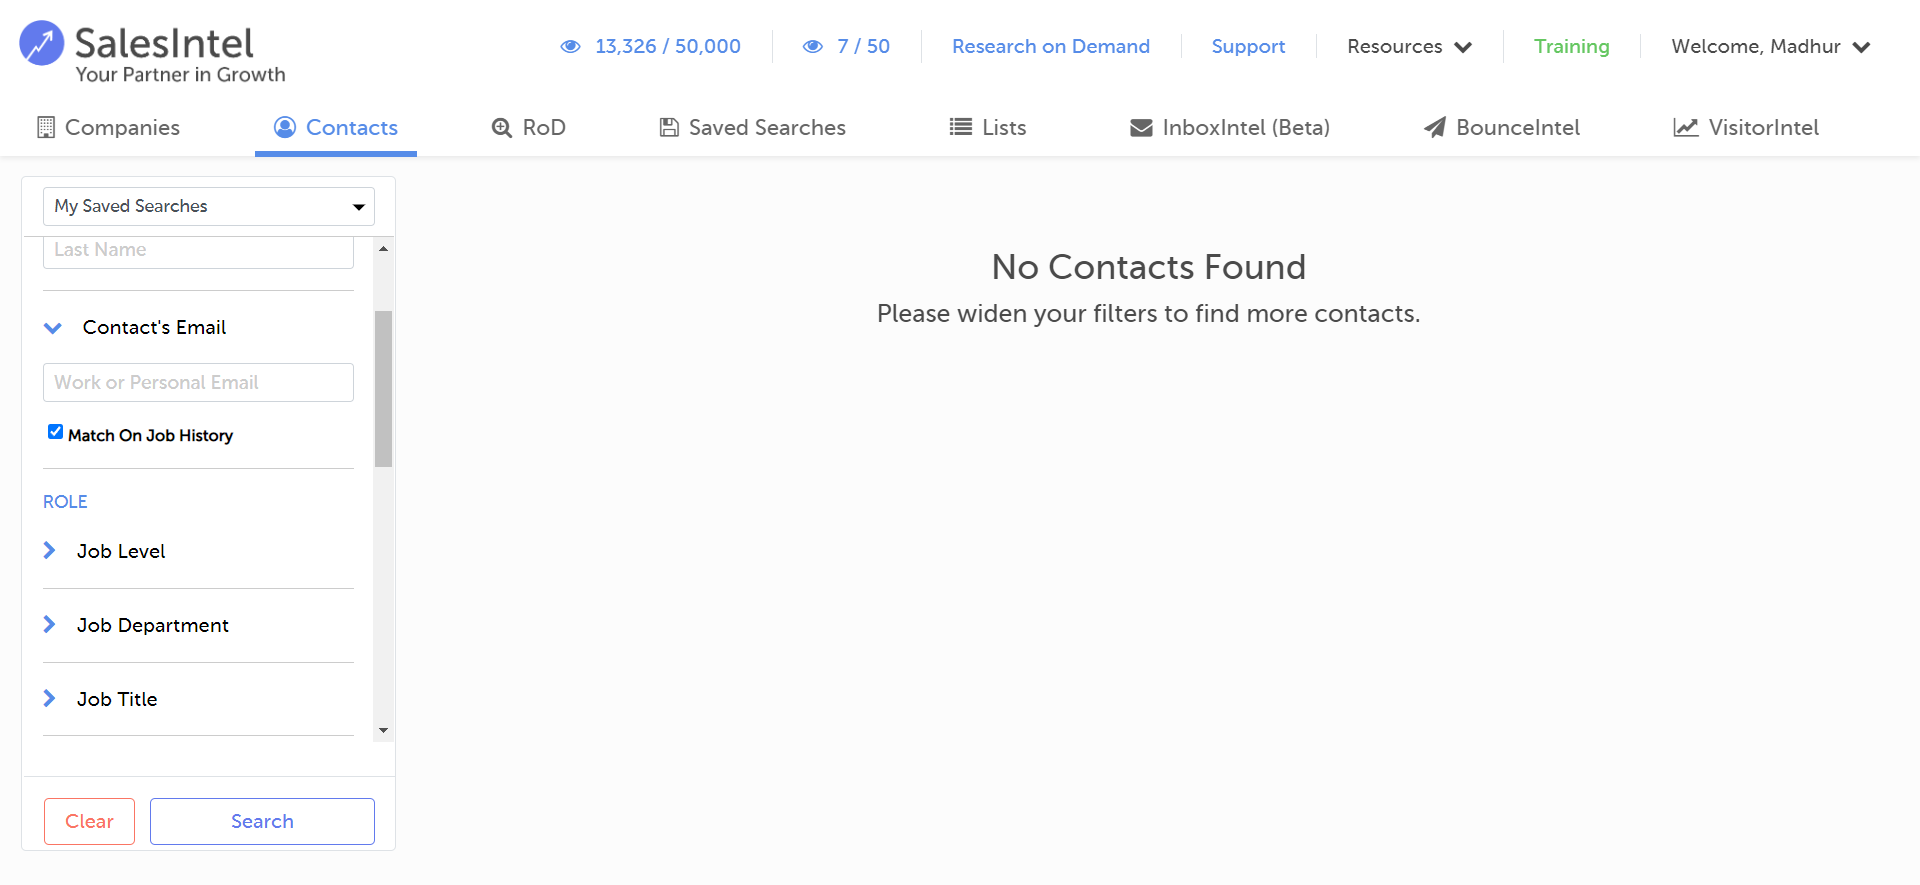 SalesIntel
Your Partner in Growth
13,326 / 50,000
7 / 50
Research on Demand
Support
Resources
Training
Welcome, Madhur
Companies
Contacts
RoD
Saved Searches
Lists
InboxIntel (Beta)
BounceIntel
VisitorIntel
My Saved Searches
Last Name
Contact's Email
Work or Personal Email
Match On Job History
ROLE
Job Level
Job Department
Job Title
Clear
Search
No Contacts Found
Please widen your filters to find more contacts.